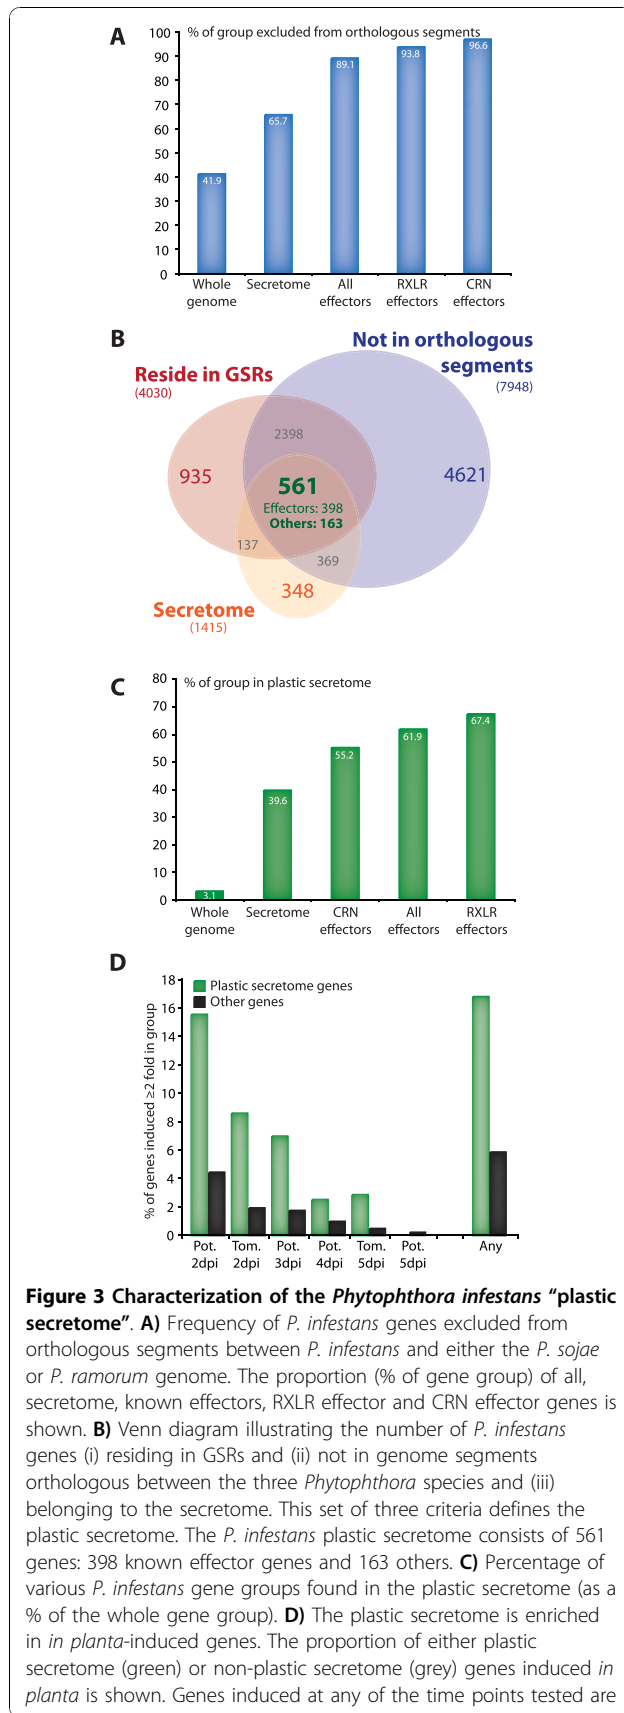 A
% of group excluded from orthologous segments
100
90
80
70
60
50
40
30
20
10
0
41.9
65.7
89.1
93.8
96.6
Whole genome
Secretome
All effectors
RXLR effectors
CRN effectors
B
Not in orthologous
segments
(7948)
Reside in GSRs
(4030)
2398
935
561
4621
Effectors: 398
Others: 163
137
369
348
Secretome
(1415)
C
% of group in plastic secretome
80
70
60
50
40
30
20
10
0
3.1
39.6
55.2
61.9
67.4
Whole genome
Secretome
CRN effectors
All effectors
RXLR effectors
D
% of genes induced ≥2 fold in group
18
16
14
12
10
8
6
4
2
0
Plastic secretome genes
Other genes
Pot. 2dpi
Tom. 2dpi
Pot. 3dpi
Pot. 4dpi
Tom. 5dpi
Pot. 5dpi
Any
Figure 3 Characterization of the Phytophthora infestans “plastic
secretome”. A) Frequency of P. infestans genes excluded from
orthologous segments between P. infestans and either the P. sojae
or P. ramorum genome. The proportion (% of gene group) of all,
secretome, known effectors, RXLR effector and CRN effector genes is
shown. B) Venn diagram illustrating the number of P. infestans
genes (i) residing in GSRs and (ii) not in genome segments
orthologous between the three Phytophthora species and (iii)
belonging to the secretome. This set of three criteria defines the
plastic secretome. The P. infestans plastic secretome consists of 561
genes: 398 known effector genes and 163 others. C) Percentage of
various P. infestans gene groups found in the plastic secretome (as a
% of the whole gene group). D) The plastic secretome is enriched
in in planta-induced genes. The proportion of either plastic
secretome (green) or non-plastic secretome (grey) genes induced in
planta is shown. Genes induced at any of the time points tested are